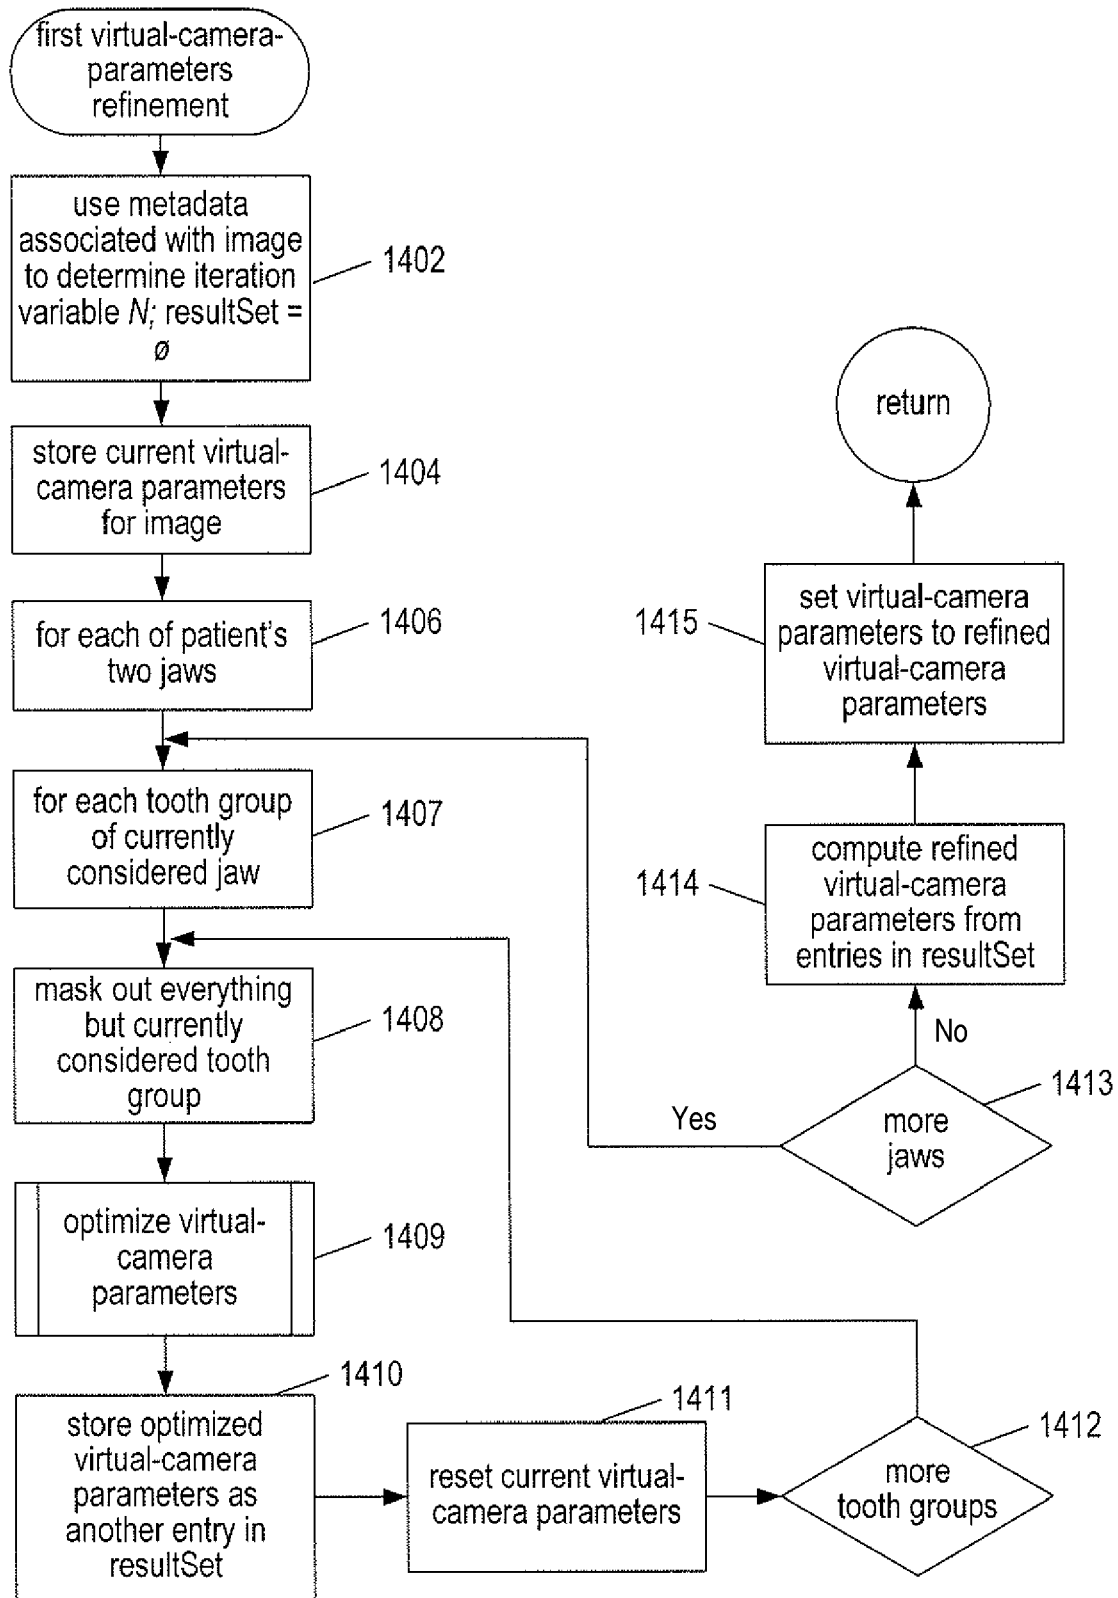 first virtual-camera-
parameters
refinement
use metadata
associated with image
to determine iteration
variable N; resultSet =
ø
1402
store current virtual-
camera parameters
for image
1404
for each of patient's
two jaws
1406
for each tooth group
of currently
considered jaw
1407
mask out everything
but currently
considered tooth
group
1408
optimize virtual-
camera
parameters
1409
store optimized
virtual-camera
parameters as
another entry in
resultSet
1410
reset current virtual-
camera parameters
1411
more
tooth groups
1412
more
jaws
1413
Yes
No
compute refined
virtual-camera
parameters from
entries in resultSet
1414
set virtual-camera
parameters to refined
virtual-camera
parameters
1415
return